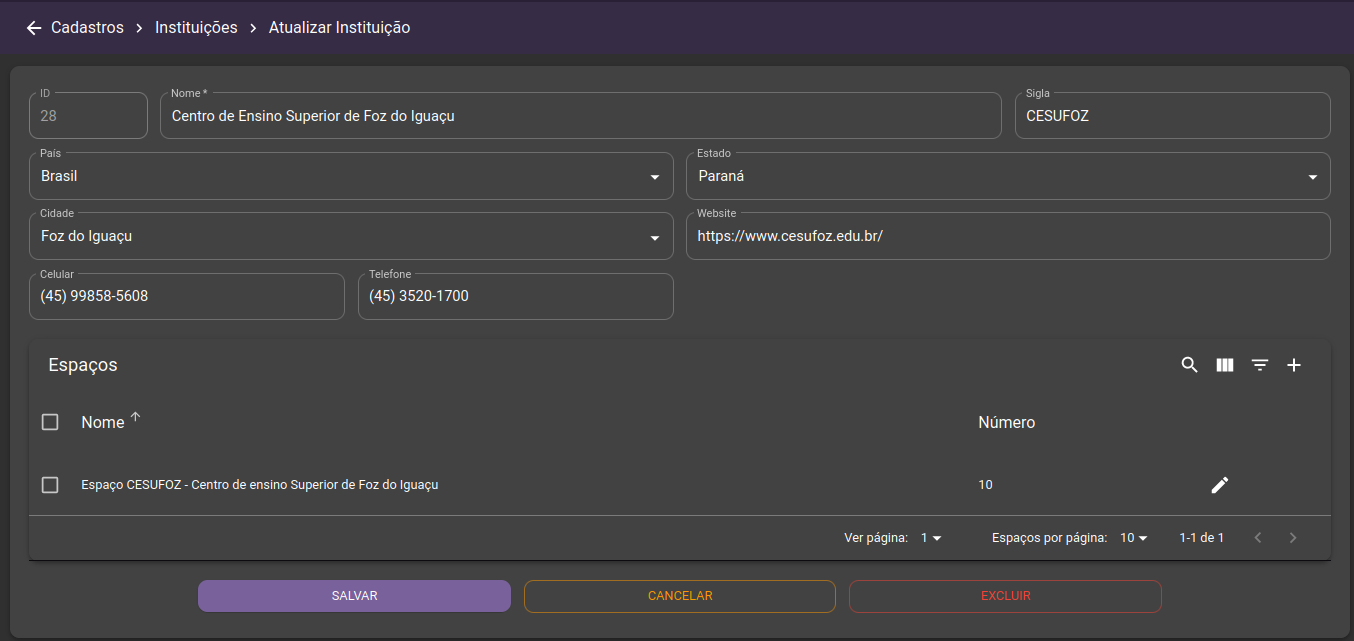 Cadastros > Instituições > Atualizar Instituição
ID Nome * Sigla
28 Centro de Ensino Superior de Foz do Iguaçu CESUFOZ
País Estado
Brasil Paraná
Cidade Website
Foz do Iguaçu https://www.cesufoz.edu.br/
Celular Telefone
(45) 99858-5608 (45) 3520-1700
Espaços
Nome Número
Espaço CESUFOZ - Centro de ensino Superior de Foz do Iguaçu 10
Ver página: 1 Espaços por página: 10 1-1 de 1
SALVAR CANCELAR EXCLUIR